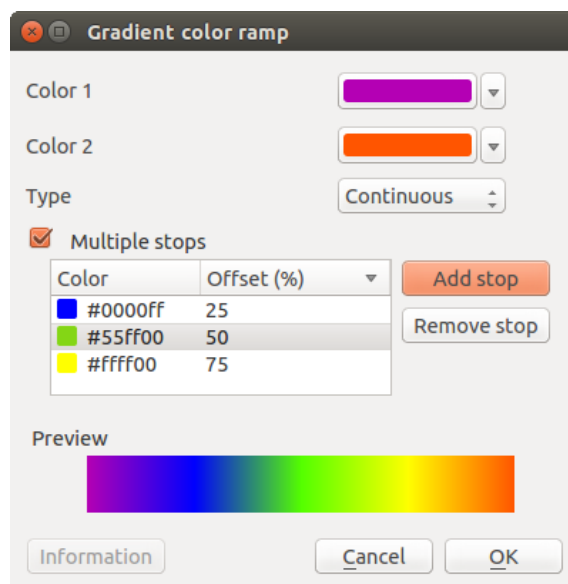 Gradient color ramp
Color 1
Color 2
Type Continuous
Multiple stops
Color Offset (%) Add stop
#0000ff 25
#55ff00 50 Remove stop
#ffff00 75
Preview
Information Cancel OK